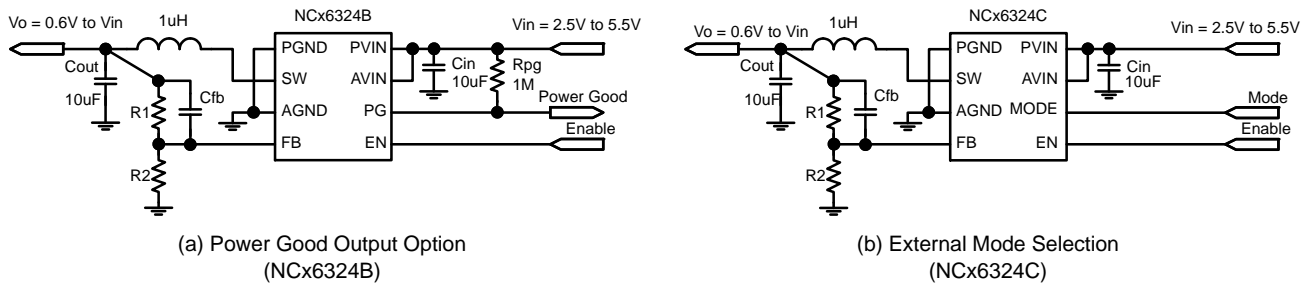 NCx6324B
Vo = 0.6V to Vin
1uH
Vin = 2.5V to 5.5V
PGND
PVIN
Cout
10uF
SW
AVIN
Cin
10uF
Rpg
1M
Cfb
R1
AGND
PG
Power Good
Enable
FB
EN
R2
(a) Power Good Output Option
(NCx6324B)
NCx6324C
Vo = 0.6V to Vin
1uH
Vin = 2.5V to 5.5V
PGND
PVIN
Cout
10uF
SW
AVIN
Cin
10uF
Cfb
R1
AGND
MODE
Mode
Enable
FB
EN
R2
(b) External Mode Selection
(NCx6324C)